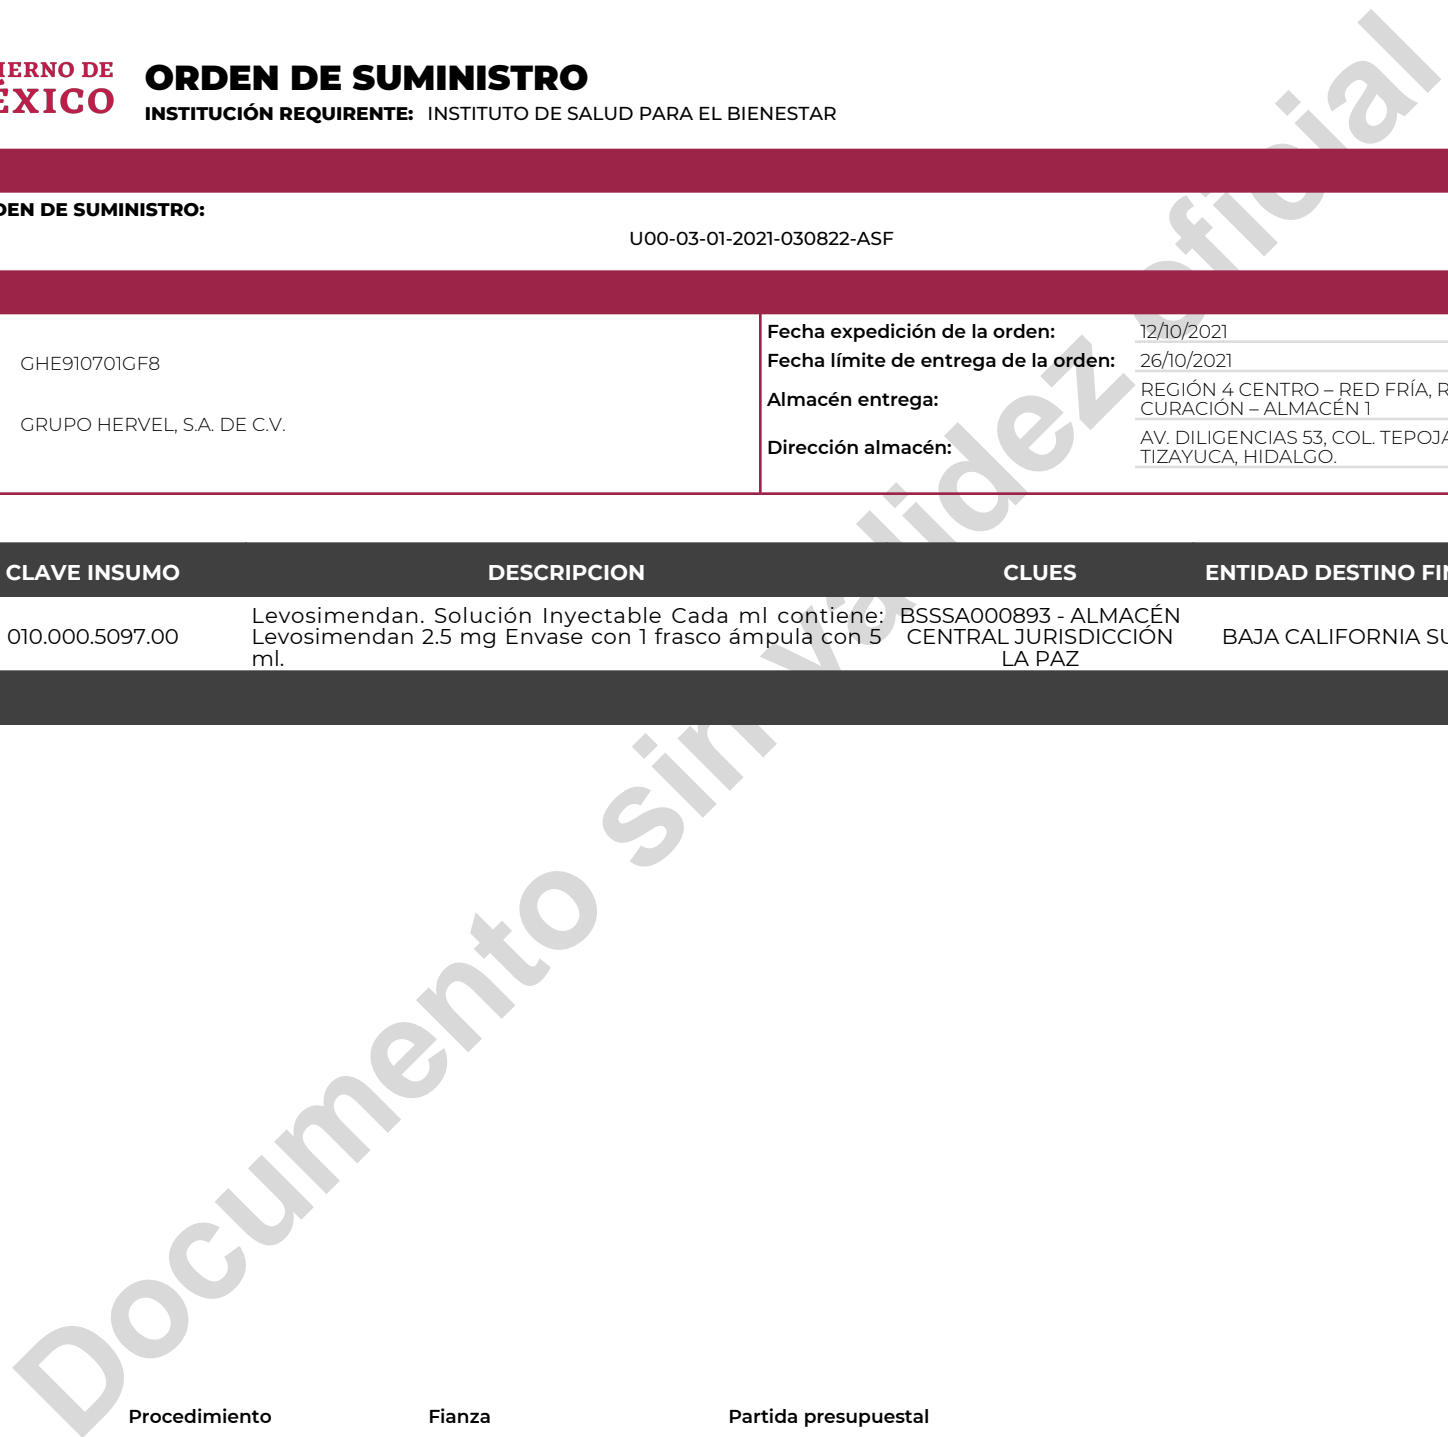 IERNO DE
ÉXICO
ORDEN DE SUMINISTRO
INSTITUCIÓN REQUIRENTE: INSTITUTO DE SALUD PARA EL BIENESTAR
DEN DE SUMINISTRO:
U00-03-01-2021-030822-ASF
GHE910701GF8
GRUPO HERVEL, S.A. DE C.V.
Fecha expedición de la orden: 12/10/2021
Fecha límite de entrega de la orden: 26/10/2021
Almacén entrega: REGIÓN 4 CENTRO – RED FRÍA, R
CURACIÓN – ALMACÉN 1
Dirección almacén: AV. DILIGENCIAS 53, COL. TEPOJA
TIZAYUCA, HIDALGO.
CLAVE INSUMO DESCRIPCION CLUES ENTIDAD DESTINO FIN
010.000.5097.00
Levosimendan. Solución Inyectable Cada ml contiene:
Levosimendan 2.5 mg Envase con 1 frasco ámpula con 5
ml.
BSSSA000893 - ALMACÉN
CENTRAL JURISDICCIÓN
LA PAZ
BAJA CALIFORNIA SU
Documento sin validez oficial
Procedimiento Fianza Partida presupuestal